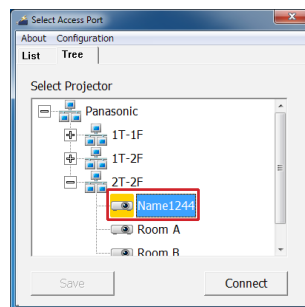 Select Access Port
About Configuration
List Tree
Select Projector
Panasonic
1T-1F
1T-2F
2T-2F
Name1244
Room A
Room B
Save Connect